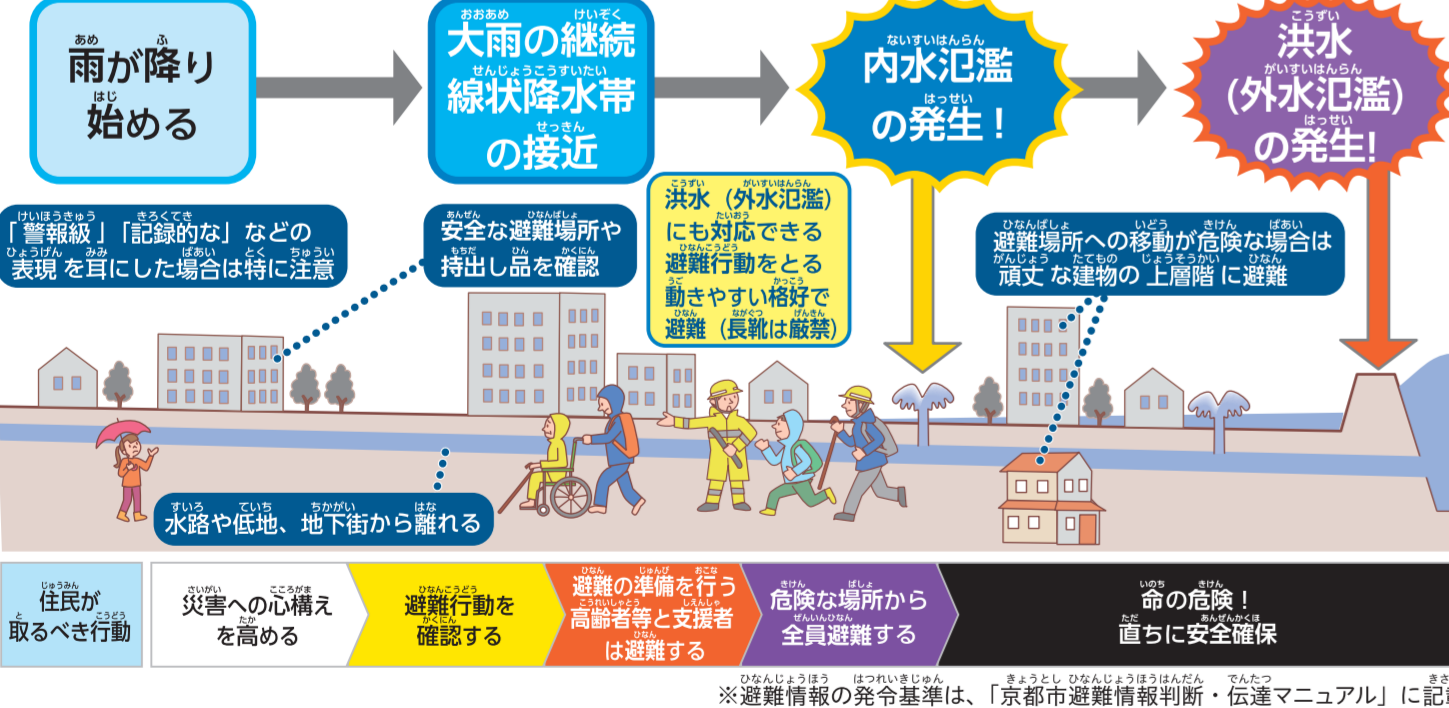 雨が降り
始める
大雨の継続
線状降水帯
の接近
内水氾濫
の発生！
洪水
(外水氾濫)
の発生!
「警報級」「記録的な」などの
表現を耳にした場合は特に注意
安全な避難場所や
持出し品を確認
洪水（外水氾濫）
にも対応できる
避難行動をとる
動きやすい格好で
避難（長靴は厳禁）
避難場所への移動が危険な場合は
頑丈な建物の上層階に避難
水路や低地、地下街から離れる
住民が
取るべき行動
災害への心構え
を高める
避難行動を
確認する
避難の準備を行う
高齢者等と支援者
は避難する
危険な場所から
全員避難する
命の危険！
直ちに安全確保
※避難情報の発令基準は、「京都市避難情報判断・伝達マニュアル」に記